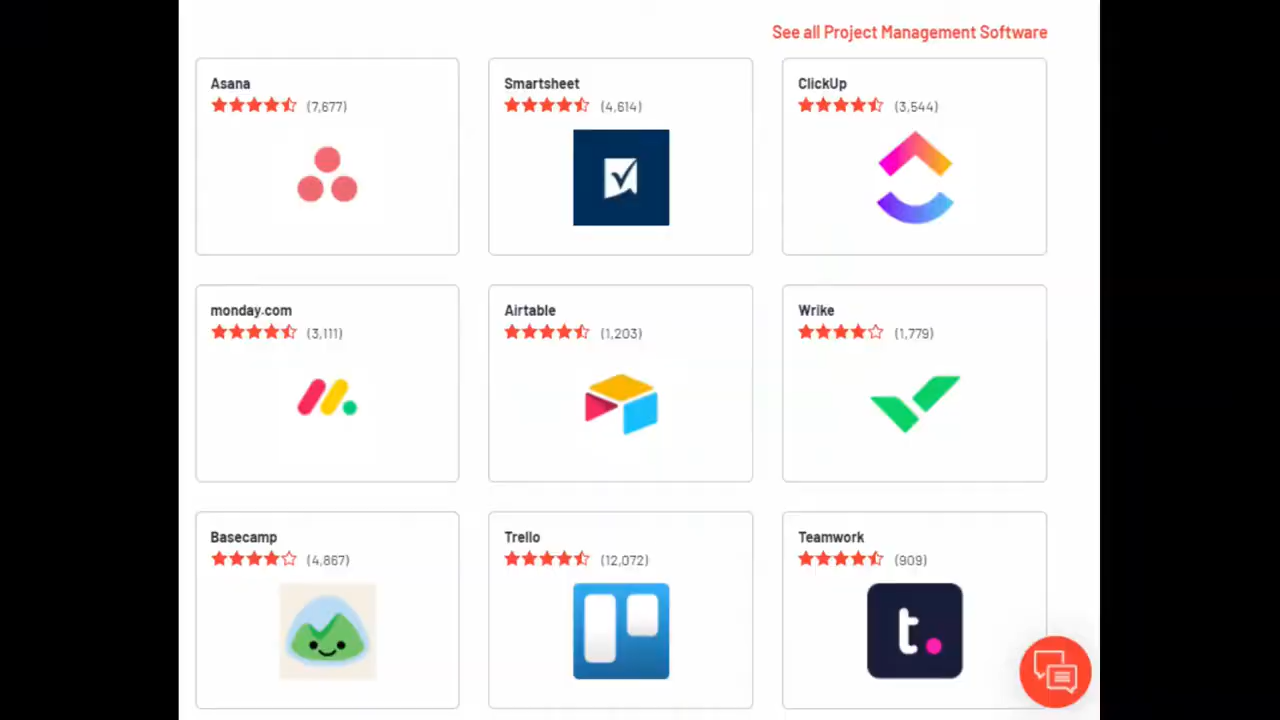 See all Project Management Software
Asana
(7,677)
Smartsheet
(4,614)
ClickUp
(3,544)
monday.com
(3,111)
Airtable
(1,203)
Wrike
(1,779)
Basecamp
(4,867)
Trello
(12,072)
Teamwork
(909)
t.